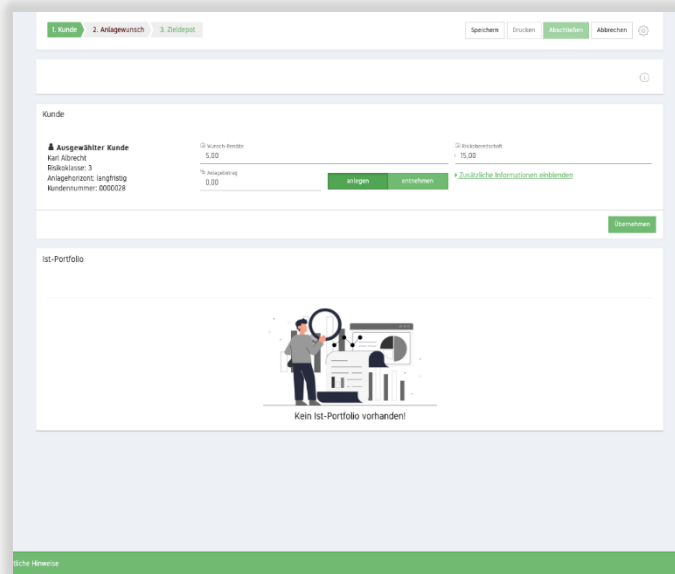 1. Kunde 2. Anlagewunsch 3. Zieldepot
Speichern Drucken Abschließen Abbrechen
Kunde
Ausgewählter Kunde
Karl Albrecht
Risikoklasse: 3
Anlagehorizont: langfristig
Kundennummer: 0000028
Wunsch-Rendite
5,00
Anlagebetrag
0,00
anlegen entnehmen
Risikobereitschaft
15,00
Zusätzliche Informationen einblenden
Übernehmen
Ist-Portfolio
Kein Ist-Portfolio vorhanden!
tliche Hinweise